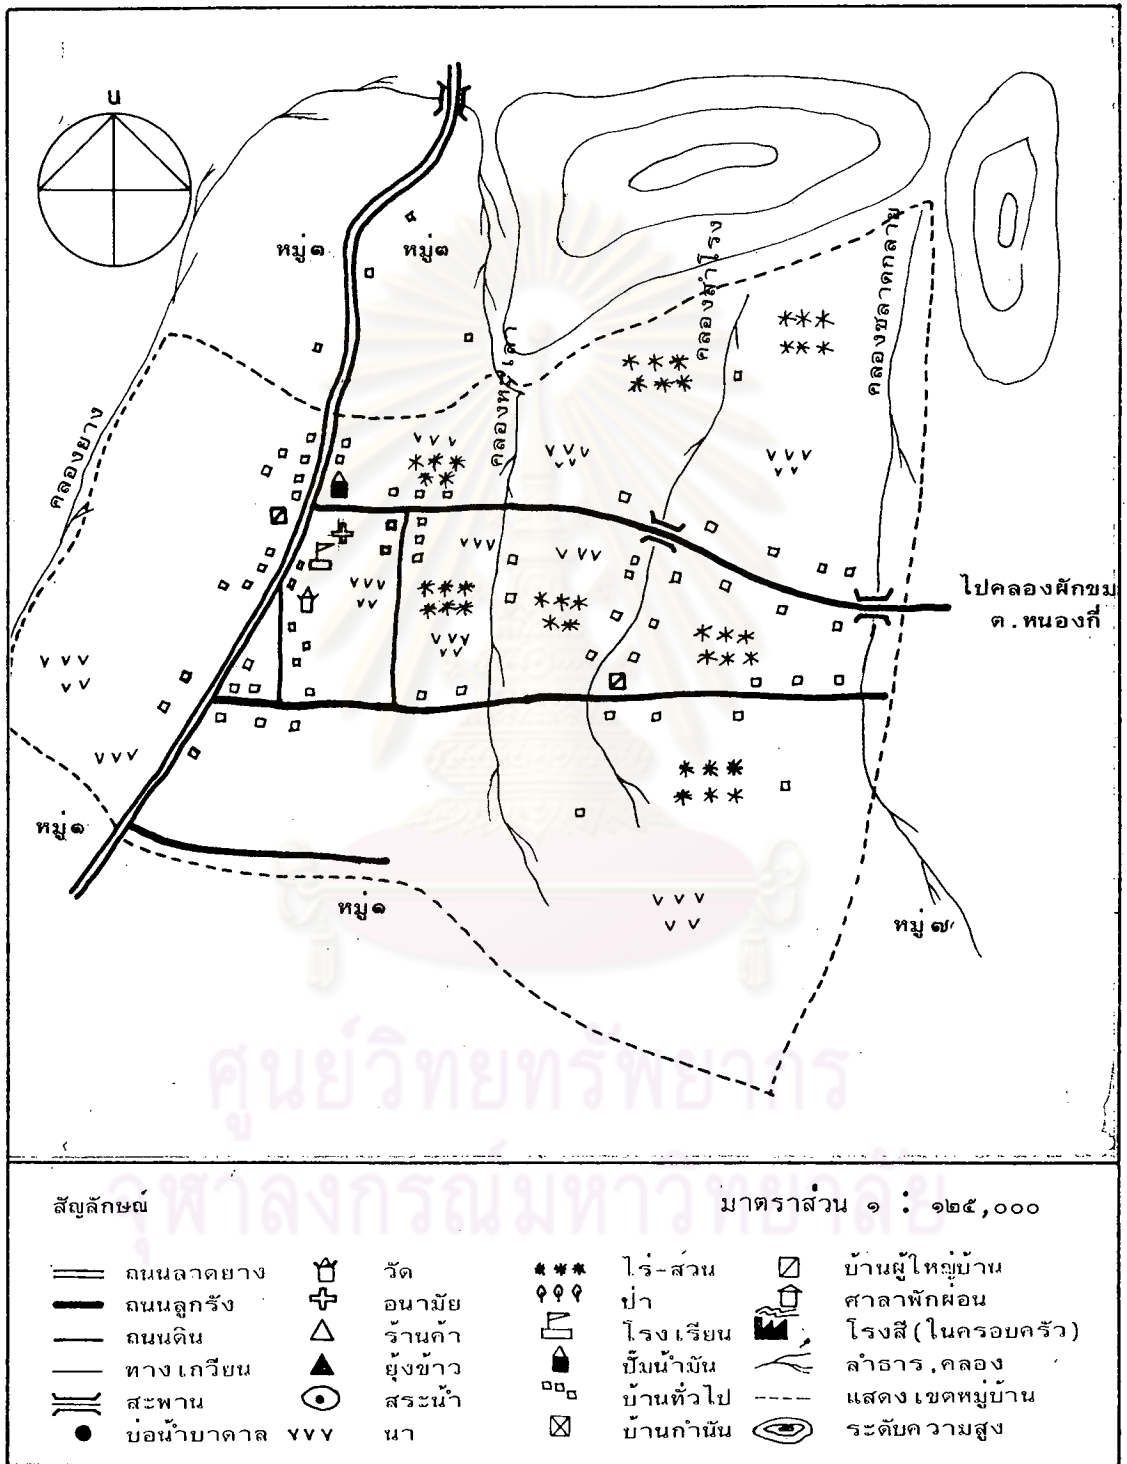 น
หมู่ ๑
หมู่ ๓
คลองสำโรง
คลองชลาดกลาย
คลองยาง
ไปคลองผักขม
ต.หนองกี่
หมู่ ๑
หมู่ ๑
หมู่ ๗
ศูนย์วิทยทรัพยากร
จุฬาลงกรณ์มหาวิทยาลัย
สัญลักษณ์
มาตราส่วน ๑ : ๑๒๕,๐๐๐
ถนนลาดยาง วัด ไร่-สวน บ้านผู้ใหญ่บ้าน
ถนนลูกรัง อนามัย ป่า ศาลาพักผ่อน
ถนนดิน ร้านค้า โรงเรียน โรงสี(ในครอบครัว)
ทางเกวียน ยุ้งข้าว ปั๊มน้ำมัน ลำธาร,คลอง
สะพาน สระน้ำ บ้านทั่วไป แสดงเขตหมู่บ้าน
บ่อน้ำบาดาล นา บ้านกำนัน ระดับความสูง